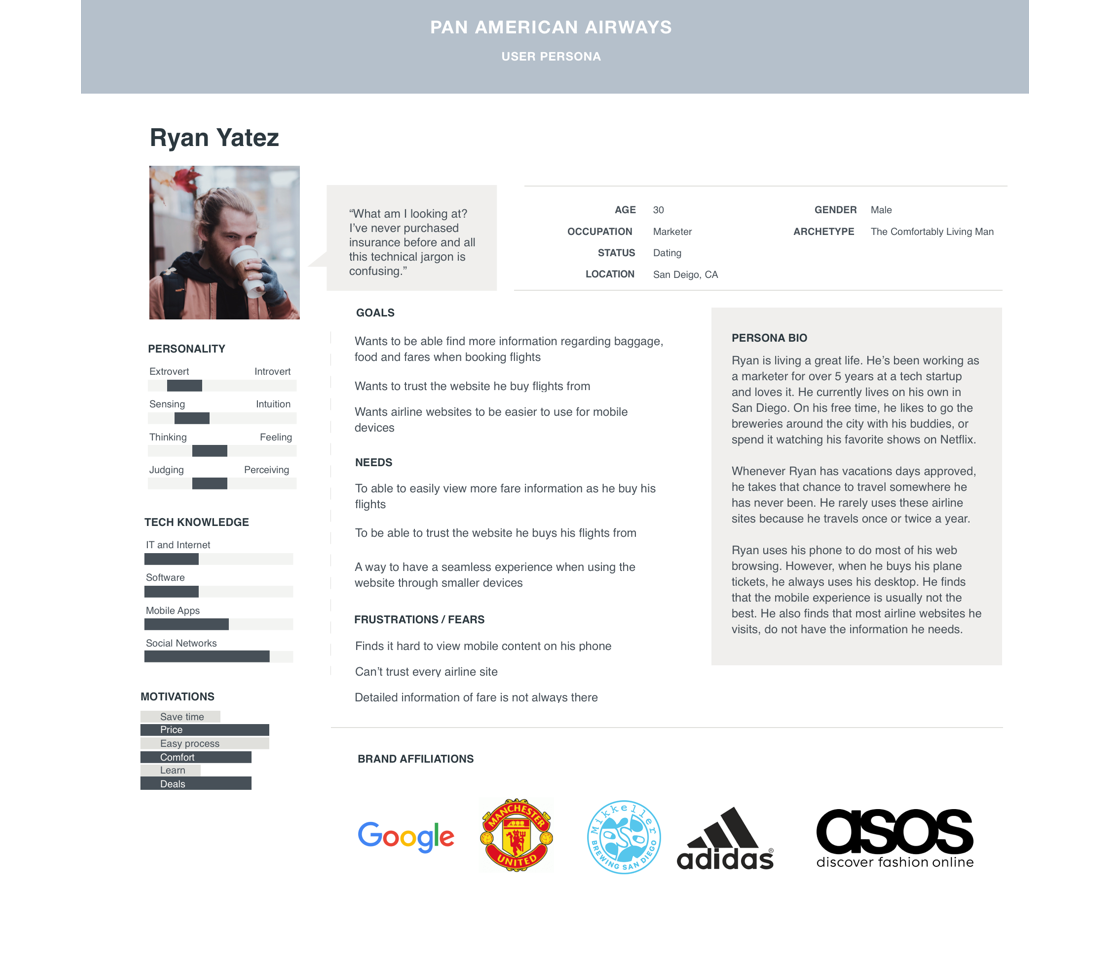 PAN AMERICAN AIRWAYS
USER PERSONA
Ryan Yatez
“What am I looking at?
I’ve never purchased
insurance before and all
this technical jargon is
confusing.”
AGE 30
OCCUPATION Marketer
STATUS Dating
LOCATION San Deigo, CA
GENDER Male
ARCHETYPE The Comfortably Living Man
PERSONALITY
Extrovert Introvert
Sensing Intuition
Thinking Feeling
Judging Perceiving
TECH KNOWLEDGE
IT and Internet
Software
Mobile Apps
Social Networks
MOTIVATIONS
Save time
Price
Easy process
Comfort
Learn
Deals
GOALS
Wants to be able find more information regarding baggage,
food and fares when booking flights
Wants to trust the website he buy flights from
Wants airline websites to be easier to use for mobile
devices
NEEDS
To able to easily view more fare information as he buy his
flights
To be able to trust the website he buys his flights from
A way to have a seamless experience when using the
website through smaller devices
FRUSTRATIONS / FEARS
Finds it hard to view mobile content on his phone
Can’t trust every airline site
Detailed information of fare is not always there
PERSONA BIO
Ryan is living a great life. He’s been working as
a marketer for over 5 years at a tech startup
and loves it. He currently lives on his own in
San Diego. On his free time, he likes to go the
breweries around the city with his buddies, or
spend it watching his favorite shows on Netflix.
Whenever Ryan has vacations days approved,
he takes that chance to travel somewhere he
has never been. He rarely uses these airline
sites because he travels once or twice a year.
Ryan uses his phone to do most of his web
browsing. However, when he buys his plane
tickets, he always uses his desktop. He finds
that the mobile experience is usually not the
best. He also finds that most airline websites he
visits, do not have the information he needs.
BRAND AFFILIATIONS
Google
MANCHESTER
UNITED
Mikkeller
BREWING SAN DIEGO
adidas®
asos
discover fashion online